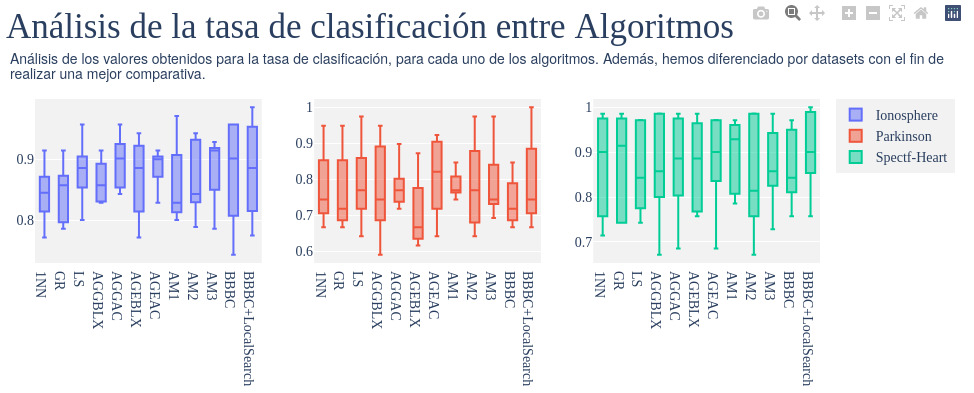 Análisis de la tasa de clasificación entre Algoritmos
Análisis de los valores obtenidos para la tasa de clasificación, para cada uno de los algoritmos. Además, hemos diferenciado por datasets con el fin de
realizar una mejor comparativa.
0.9
0.8
1NN
GR
LS
AGGBLX
AGGAC
AGEBLX
AGEAC
AM1
AM2
AM3
BBBC
BBBC+LocalSearch
1
0.9
0.8
0.7
0.6
1NN
GR
LS
AGGBLX
AGGAC
AGEBLX
AGEAC
AM1
AM2
AM3
BBBC
BBBC+LocalSearch
1
0.9
0.8
0.7
1NN
GR
LS
AGGBLX
AGGAC
AGEBLX
AGEAC
AM1
AM2
AM3
BBBC
BBBC+LocalSearch
Ionosphere
Parkinson
Spectf-Heart